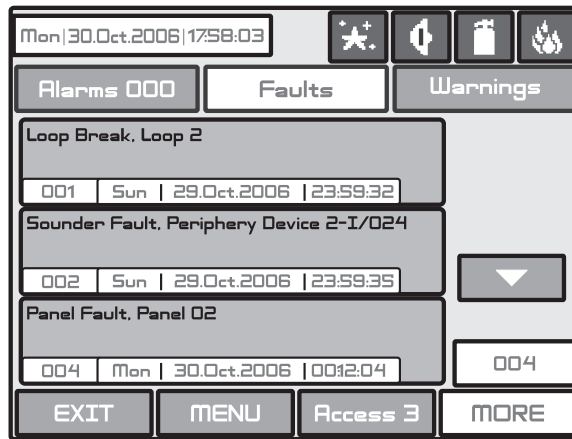 Mon|30.Oct.2006|17:58:03
Alarms 000 Faults Warnings
Loop Break, Loop 2
001 | Sun | 29.Oct.2006 | 23:59:32
Sounder Fault, Periphery Device 2-I/024
002 | Sun | 29.Oct.2006 | 23:59:35
Panel Fault, Panel 02
004 | Mon | 30.Oct.2006 | 00:12:04
004
EXIT MENU Access 3 MORE